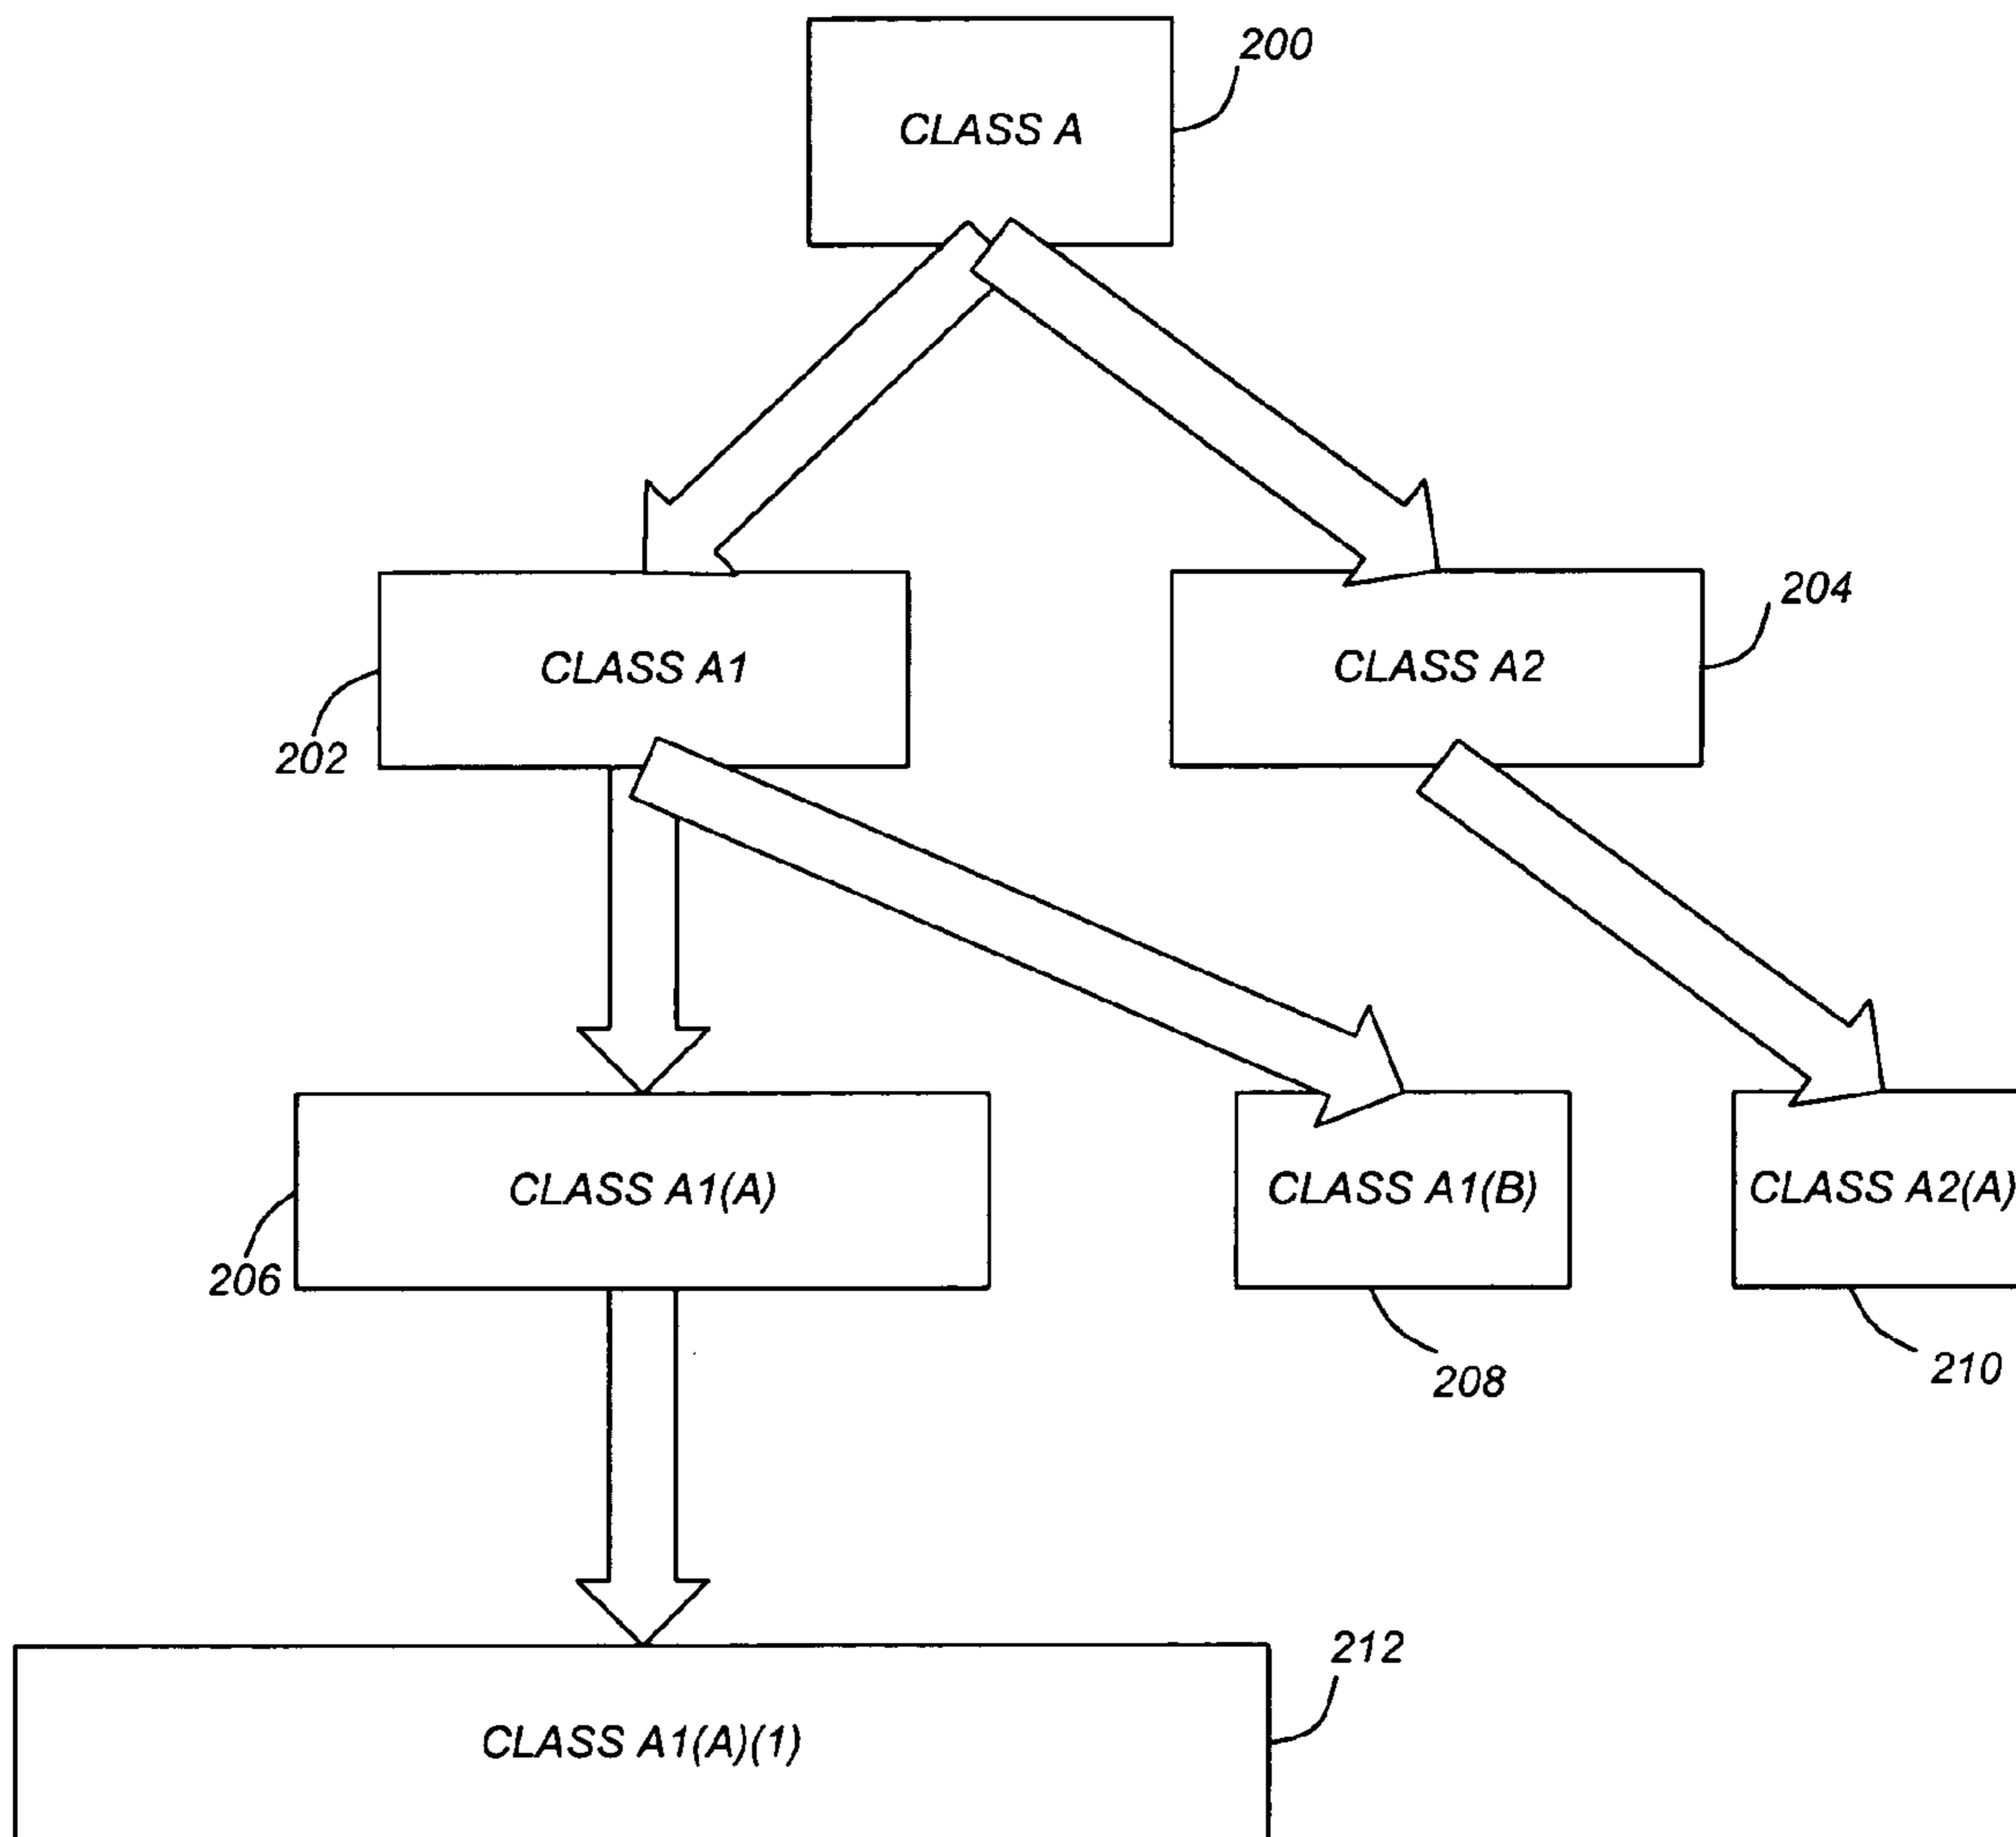 200
CLASS A
204
CLASS A1
CLASS A2
202
CLASS A1(A)
CLASS A1(B)
CLASS A2(A)
206
208
210
212
CLASS A1(A)(1)